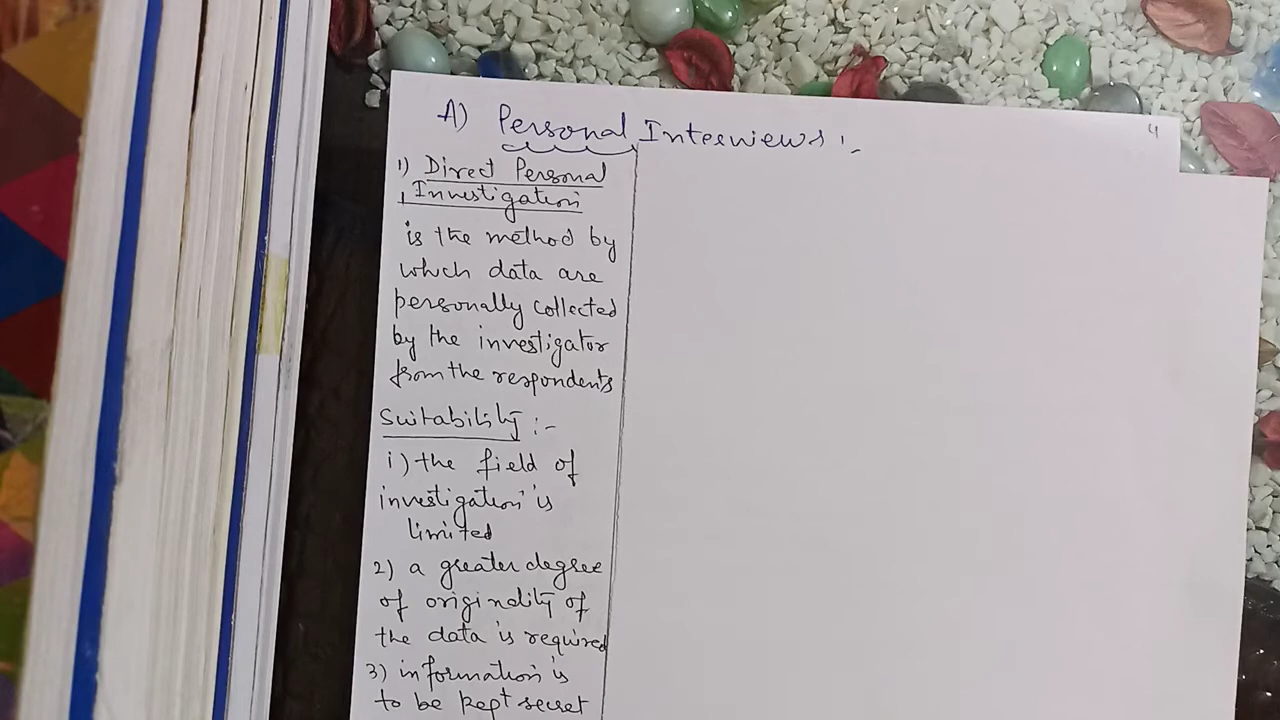 A) Personal Interviews :-
4
1) Direct Personal
Investigation
is the method by
which data are
personally collected
by the investigator
from the respondents
Suitability :-
i) the field of
investigation is
limited
2) a greater degree
of originality of
the data is required
3) information is
to be kept secret